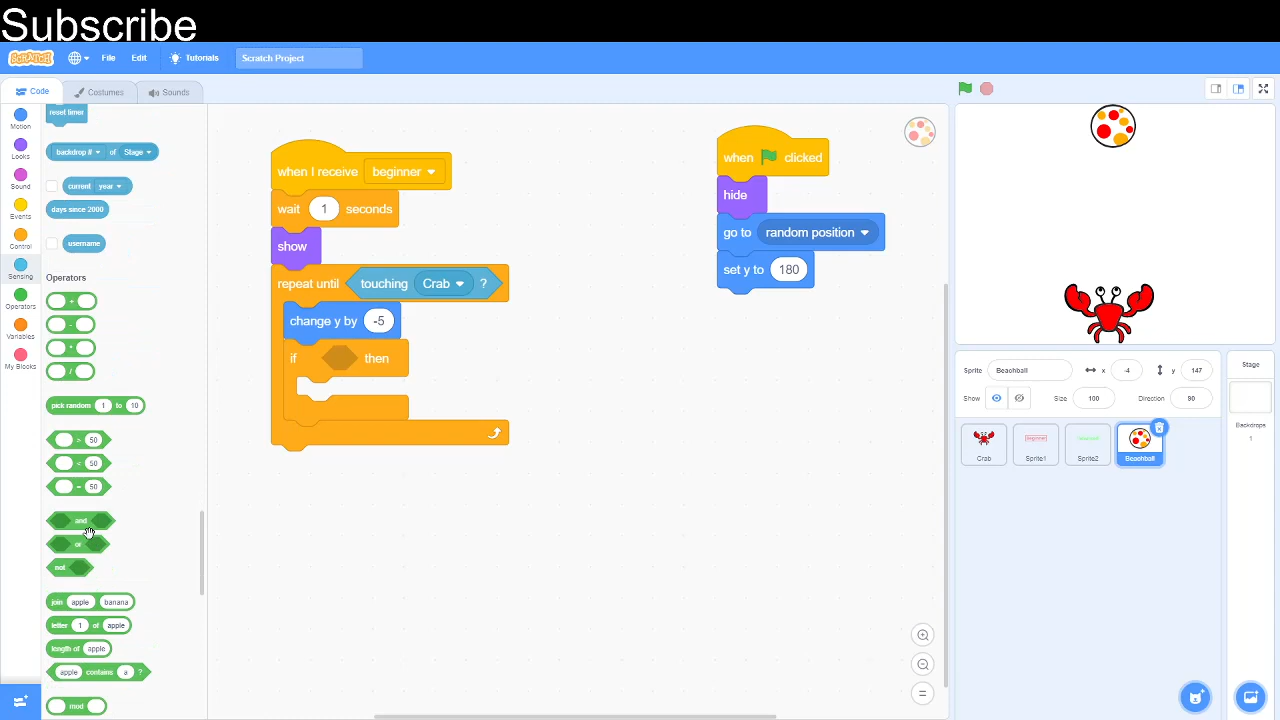 Subscribe
SCRATCH
File
Edit
Tutorials
Scratch Project
Code
Costumes
Sounds
Motion
Looks
Sound
Events
Control
Sensing
Operators
Variables
My Blocks
reset timer
backdrop # of Stage
current year
days since 2000
username
Operators
+
-
*
/
pick random 1 to 10
> 50
< 50
= 50
and
or
not
join apple banana
letter 1 of apple
length of apple
apple contains a ?
mod
when I receive beginner
wait 1 seconds
show
repeat until touching Crab ?
change y by -5
if then
when clicked
hide
go to random position
set y to 180
Sprite Beachball x -4 y 147
Show Size 100 Direction 90
Crab
Sprite1
Sprite2
Beachball
Stage
Backdrops
1